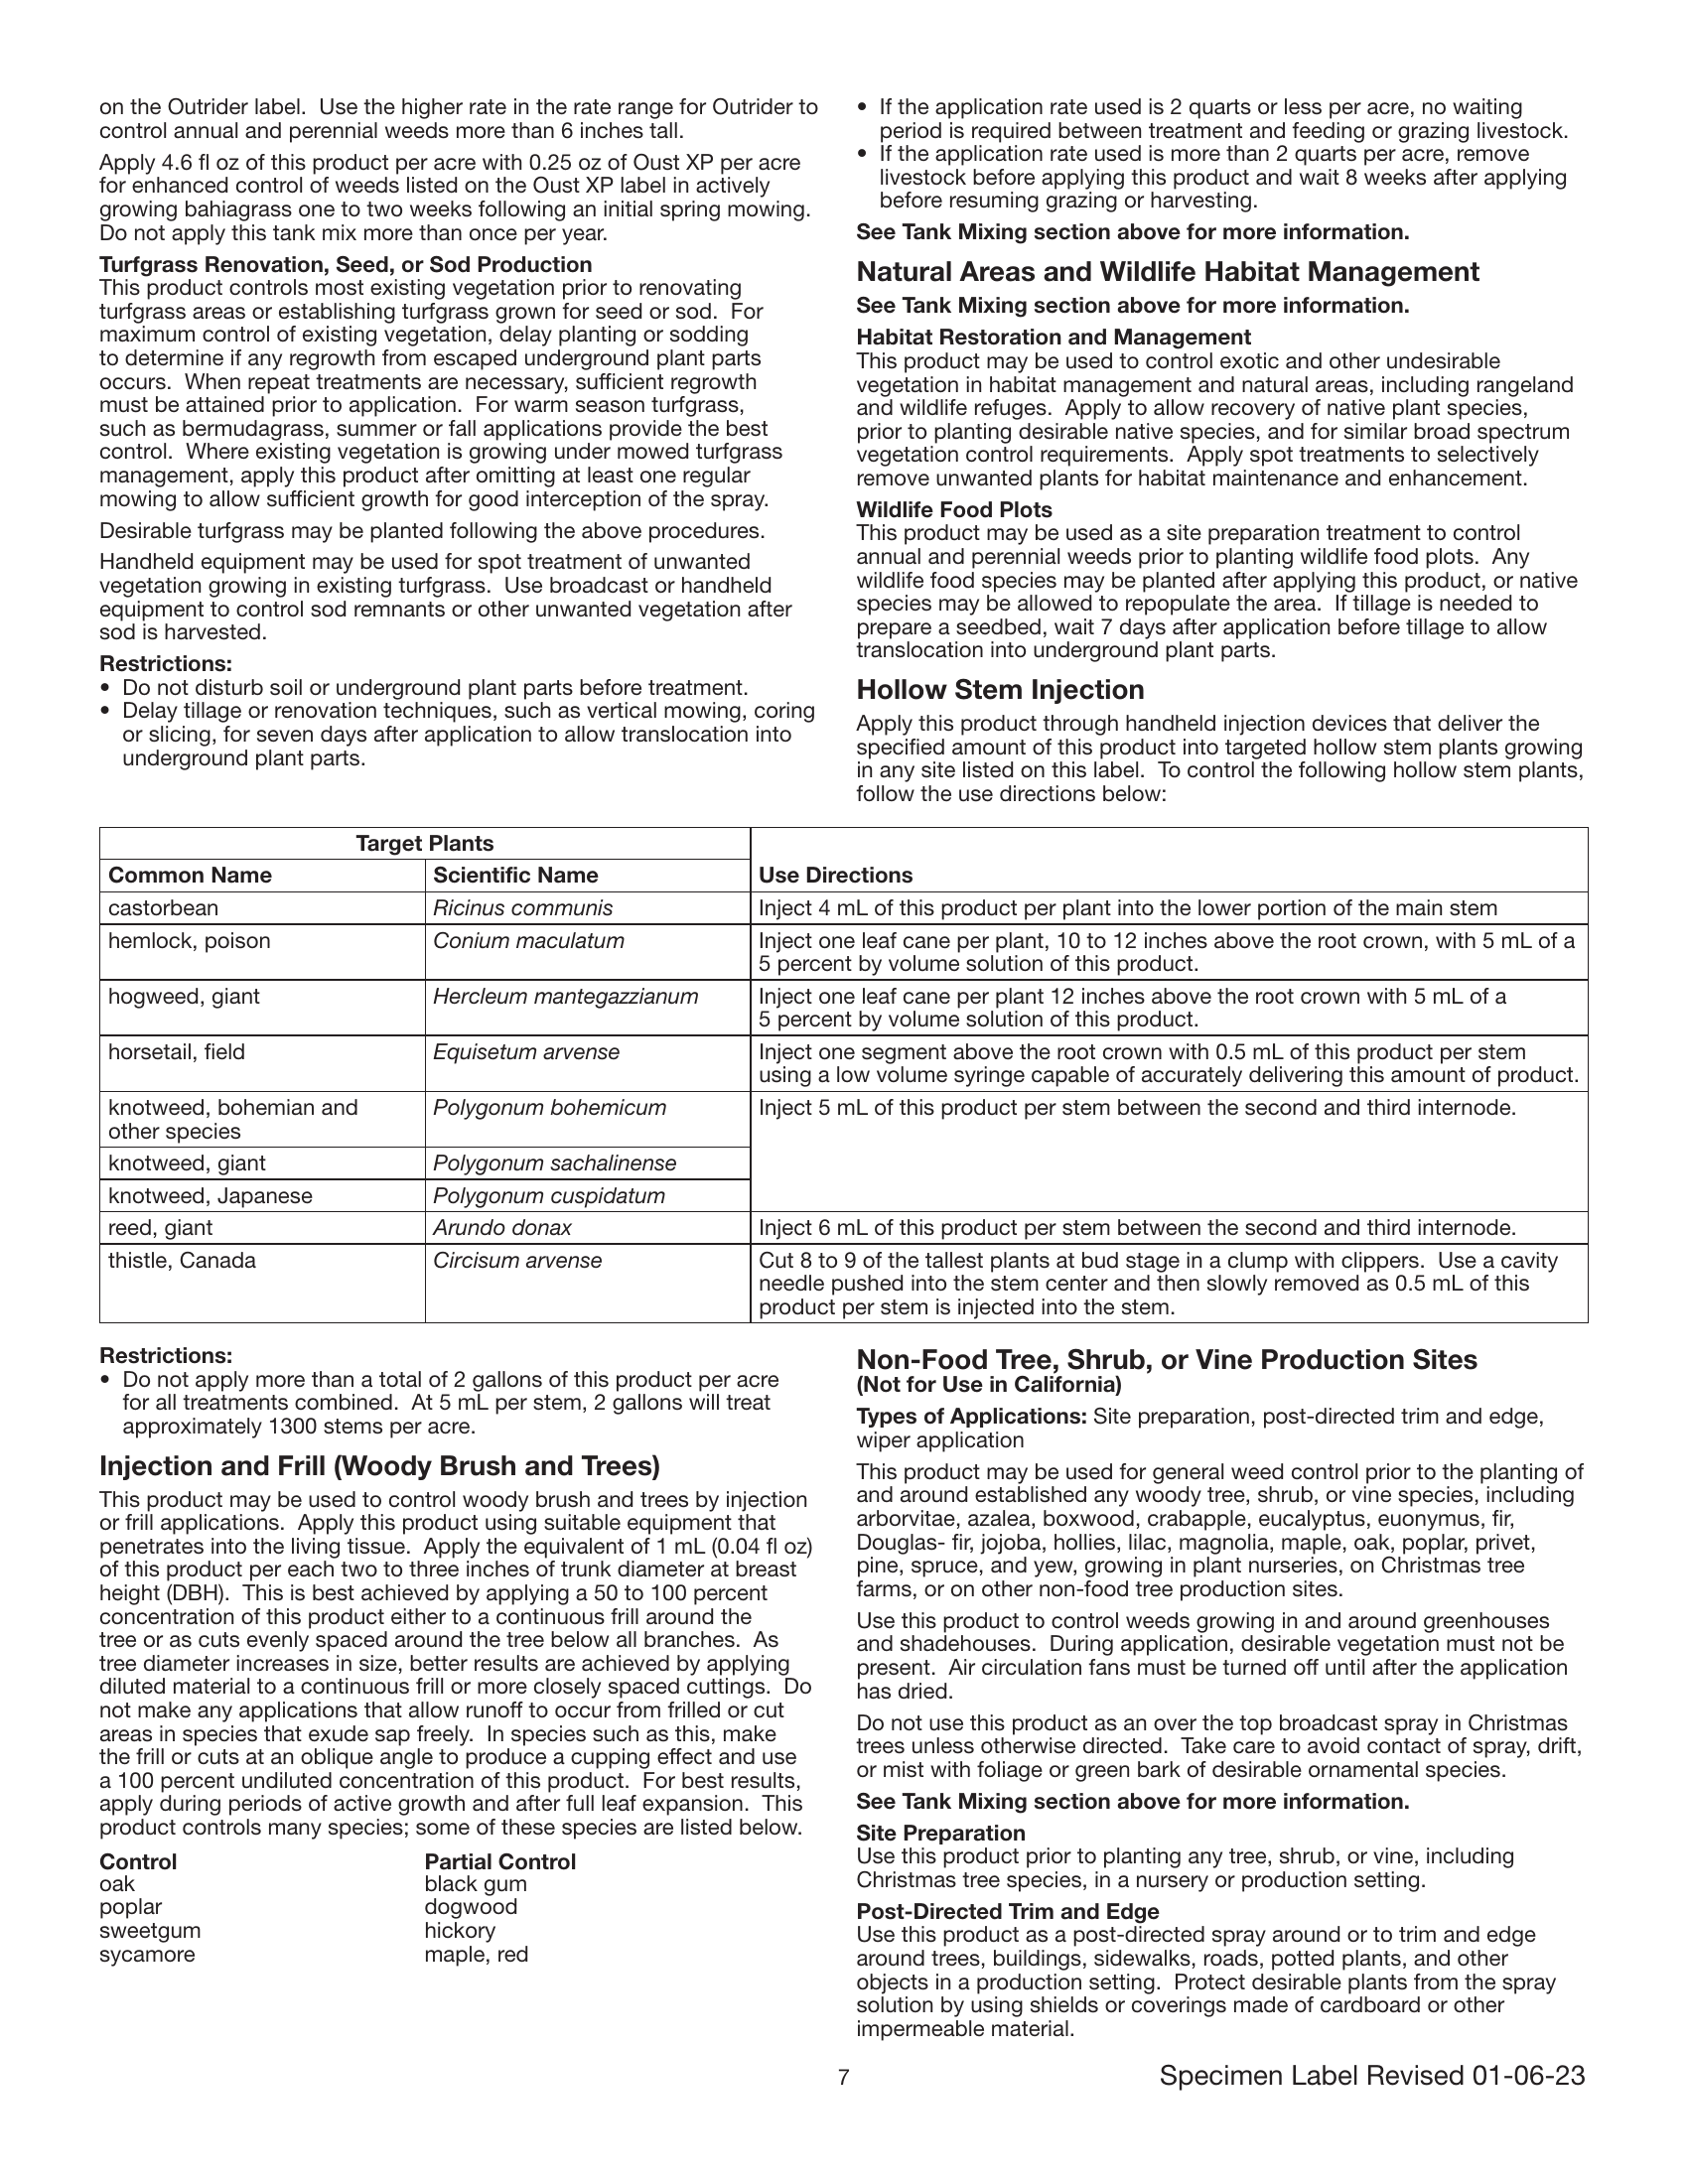 on the Outrider label.  Use the higher rate in the rate range for Outrider to
control annual and perennial weeds more than 6 inches tall.
Apply 4.6 fl oz of this product per acre with 0.25 oz of Oust XP per acre
for enhanced control of weeds listed on the Oust XP label in actively
growing bahiagrass one to two weeks following an initial spring mowing.
Do not apply this tank mix more than once per year.
Turfgrass Renovation, Seed, or Sod Production
This product controls most existing vegetation prior to renovating
turfgrass areas or establishing turfgrass grown for seed or sod.  For
maximum control of existing vegetation, delay planting or sodding
to determine if any regrowth from escaped underground plant parts
occurs.  When repeat treatments are necessary, sufficient regrowth
must be attained prior to application.  For warm season turfgrass,
such as bermudagrass, summer or fall applications provide the best
control.  Where existing vegetation is growing under mowed turfgrass
management, apply this product after omitting at least one regular
mowing to allow sufficient growth for good interception of the spray.
Desirable turfgrass may be planted following the above procedures.
Handheld equipment may be used for spot treatment of unwanted
vegetation growing in existing turfgrass.  Use broadcast or handheld
equipment to control sod remnants or other unwanted vegetation after
sod is harvested.
Restrictions:
• Do not disturb soil or underground plant parts before treatment.
• Delay tillage or renovation techniques, such as vertical mowing, coring
or slicing, for seven days after application to allow translocation into
underground plant parts.
• If the application rate used is 2 quarts or less per acre, no waiting
period is required between treatment and feeding or grazing livestock.
• If the application rate used is more than 2 quarts per acre, remove
livestock before applying this product and wait 8 weeks after applying
before resuming grazing or harvesting.
See Tank Mixing section above for more information.
Natural Areas and Wildlife Habitat Management
See Tank Mixing section above for more information.
Habitat Restoration and Management
This product may be used to control exotic and other undesirable
vegetation in habitat management and natural areas, including rangeland
and wildlife refuges.  Apply to allow recovery of native plant species,
prior to planting desirable native species, and for similar broad spectrum
vegetation control requirements.  Apply spot treatments to selectively
remove unwanted plants for habitat maintenance and enhancement.
Wildlife Food Plots
This product may be used as a site preparation treatment to control
annual and perennial weeds prior to planting wildlife food plots.  Any
wildlife food species may be planted after applying this product, or native
species may be allowed to repopulate the area.  If tillage is needed to
prepare a seedbed, wait 7 days after application before tillage to allow
translocation into underground plant parts.
Hollow Stem Injection
Apply this product through handheld injection devices that deliver the
specified amount of this product into targeted hollow stem plants growing
in any site listed on this label.  To control the following hollow stem plants,
follow the use directions below:
Target Plants
Common Name Scientific Name Use Directions
castorbean Ricinus communis Inject 4 mL of this product per plant into the lower portion of the main stem
hemlock, poison Conium maculatum Inject one leaf cane per plant, 10 to 12 inches above the root crown, with 5 mL of a
5 percent by volume solution of this product.
hogweed, giant Hercleum mantegazzianum Inject one leaf cane per plant 12 inches above the root crown with 5 mL of a
5 percent by volume solution of this product.
horsetail, field Equisetum arvense Inject one segment above the root crown with 0.5 mL of this product per stem
using a low volume syringe capable of accurately delivering this amount of product.
knotweed, bohemian and Polygonum bohemicum Inject 5 mL of this product per stem between the second and third internode.
other species
knotweed, giant Polygonum sachalinense
knotweed, Japanese Polygonum cuspidatum
reed, giant Arundo donax Inject 6 mL of this product per stem between the second and third internode.
thistle, Canada Circisum arvense Cut 8 to 9 of the tallest plants at bud stage in a clump with clippers.  Use a cavity
needle pushed into the stem center and then slowly removed as 0.5 mL of this
product per stem is injected into the stem.
Restrictions:
• Do not apply more than a total of 2 gallons of this product per acre
for all treatments combined.  At 5 mL per stem, 2 gallons will treat
approximately 1300 stems per acre.
Injection and Frill (Woody Brush and Trees)
This product may be used to control woody brush and trees by injection
or frill applications.  Apply this product using suitable equipment that
penetrates into the living tissue.  Apply the equivalent of 1 mL (0.04 fl oz)
of this product per each two to three inches of trunk diameter at breast
height (DBH).  This is best achieved by applying a 50 to 100 percent
concentration of this product either to a continuous frill around the
tree or as cuts evenly spaced around the tree below all branches.  As
tree diameter increases in size, better results are achieved by applying
diluted material to a continuous frill or more closely spaced cuttings.  Do
not make any applications that allow runoff to occur from frilled or cut
areas in species that exude sap freely.  In species such as this, make
the frill or cuts at an oblique angle to produce a cupping effect and use
a 100 percent undiluted concentration of this product.  For best results,
apply during periods of active growth and after full leaf expansion.  This
product controls many species; some of these species are listed below.
Control Partial Control
oak black gum
poplar dogwood
sweetgum hickory
sycamore maple, red
Non-Food Tree, Shrub, or Vine Production Sites
(Not for Use in California)
Types of Applications: Site preparation, post-directed trim and edge,
wiper application
This product may be used for general weed control prior to the planting of
and around established any woody tree, shrub, or vine species, including
arborvitae, azalea, boxwood, crabapple, eucalyptus, euonymus, fir,
Douglas- fir, jojoba, hollies, lilac, magnolia, maple, oak, poplar, privet,
pine, spruce, and yew, growing in plant nurseries, on Christmas tree
farms, or on other non-food tree production sites.
Use this product to control weeds growing in and around greenhouses
and shadehouses.  During application, desirable vegetation must not be
present.  Air circulation fans must be turned off until after the application
has dried.
Do not use this product as an over the top broadcast spray in Christmas
trees unless otherwise directed.  Take care to avoid contact of spray, drift,
or mist with foliage or green bark of desirable ornamental species.
See Tank Mixing section above for more information.
Site Preparation
Use this product prior to planting any tree, shrub, or vine, including
Christmas tree species, in a nursery or production setting.
Post-Directed Trim and Edge
Use this product as a post-directed spray around or to trim and edge
around trees, buildings, sidewalks, roads, potted plants, and other
objects in a production setting.  Protect desirable plants from the spray
solution by using shields or coverings made of cardboard or other
impermeable material.
7
Specimen Label Revised 01-06-23